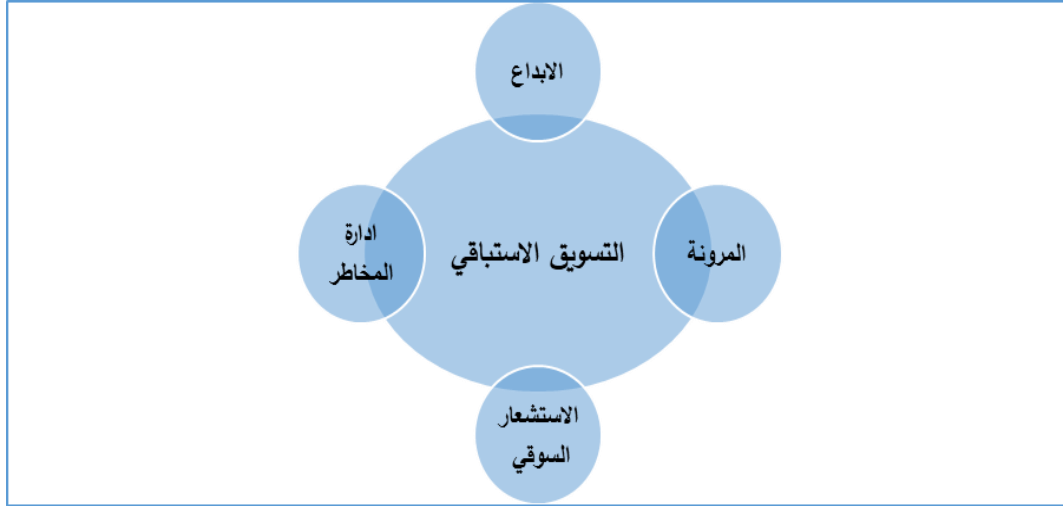 الابداع
المرونة
التسويق الاستباقي
ادارة
المخاطر
الاستشعار
السوقي